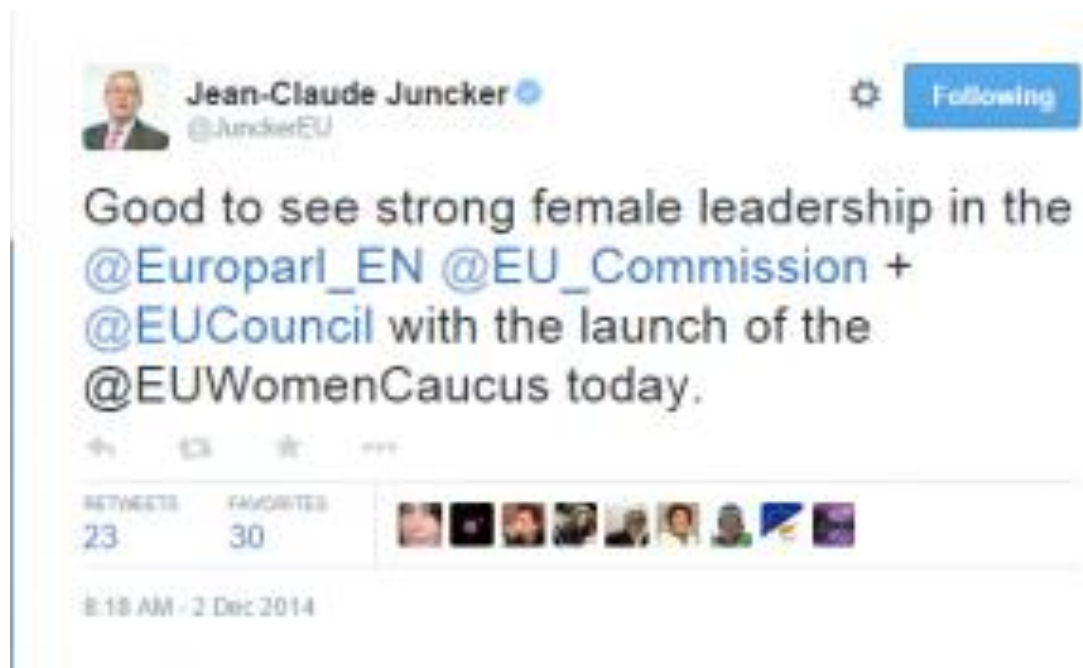 Jean-Claude Juncker
@JunckerEU
Following
Good to see strong female leadership in the
@Europarl_EN @EU_Commission +
@EUCouncil with the launch of the
@EUWomenCaucus today.
RETWEETS FAVORITES
23 30
8:18 AM - 2 Dec 2014